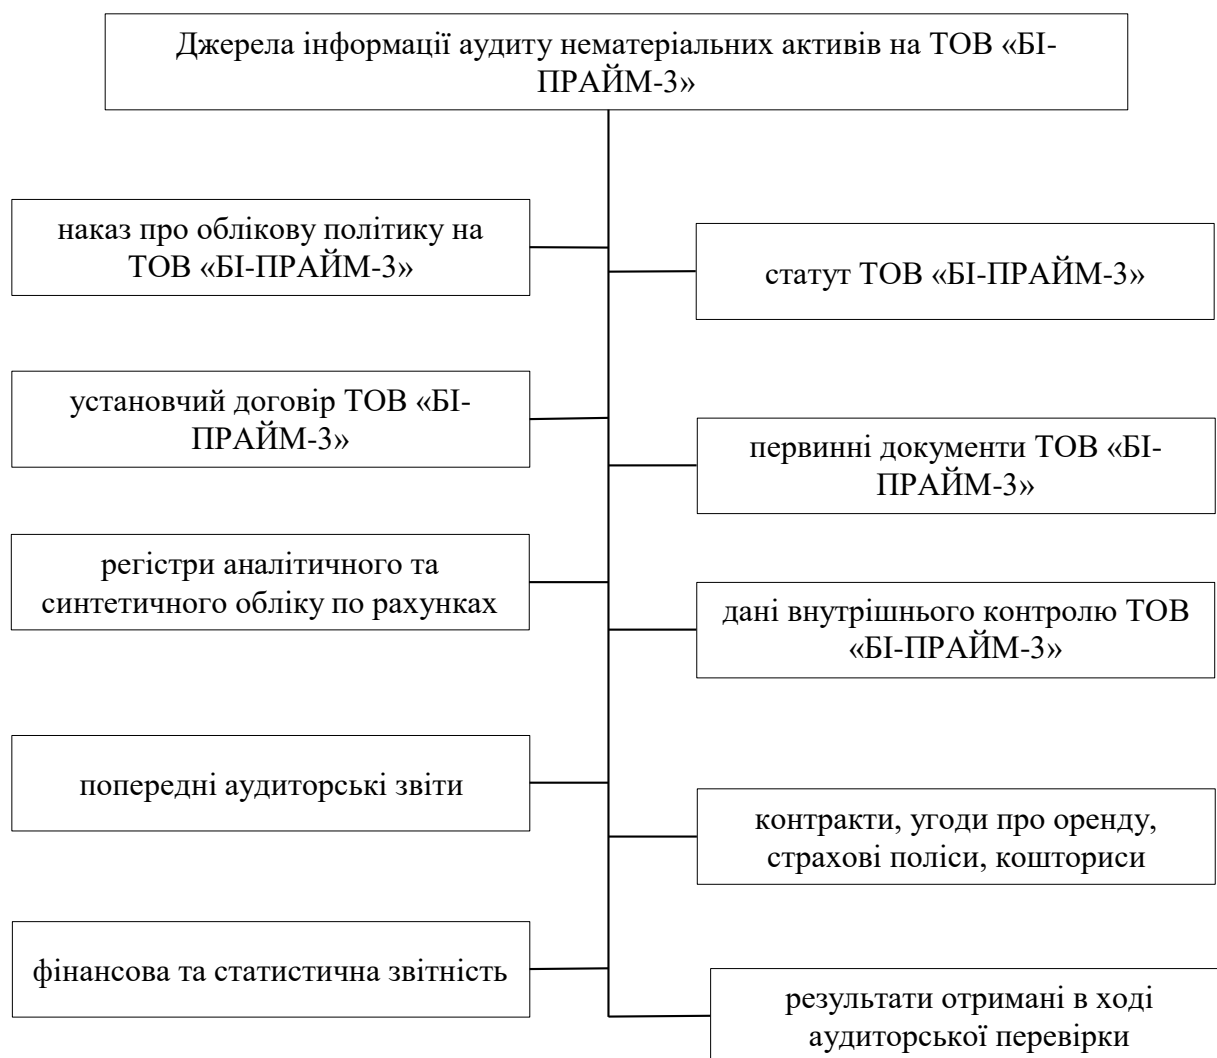 Джерела інформації аудиту нематеріальних активів на ТОВ «БІ-
ПРАЙМ-3»
наказ про облікову політику на
ТОВ «БІ-ПРАЙМ-3»
статут ТОВ «БІ-ПРАЙМ-3»
установчий договір ТОВ «БІ-
ПРАЙМ-3»
первинні документи ТОВ «БІ-
ПРАЙМ-3»
регістри аналітичного та
синтетичного обліку по рахунках
дані внутрішнього контролю ТОВ
«БІ-ПРАЙМ-3»
попередні аудиторські звіти
контракти, угоди про оренду,
страхові поліси, кошториси
фінансова та статистична звітність
результати отримані в ході
аудиторської перевірки